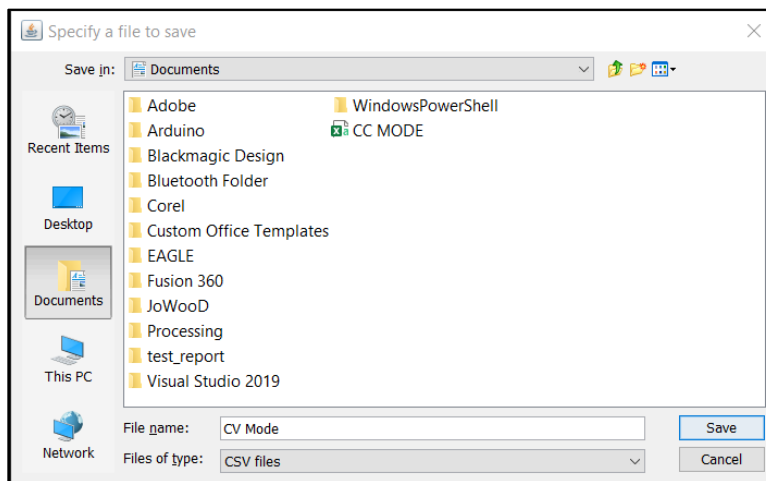 Specify a file to save
Save in: Documents
Recent Items
Desktop
Documents
This PC
Network
Adobe
Arduino
Blackmagic Design
Bluetooth Folder
Corel
Custom Office Templates
EAGLE
Fusion 360
JoWooD
Processing
test_report
Visual Studio 2019
WindowsPowerShell
CC MODE
File name: CV Mode
Save
Files of type: CSV files
Cancel